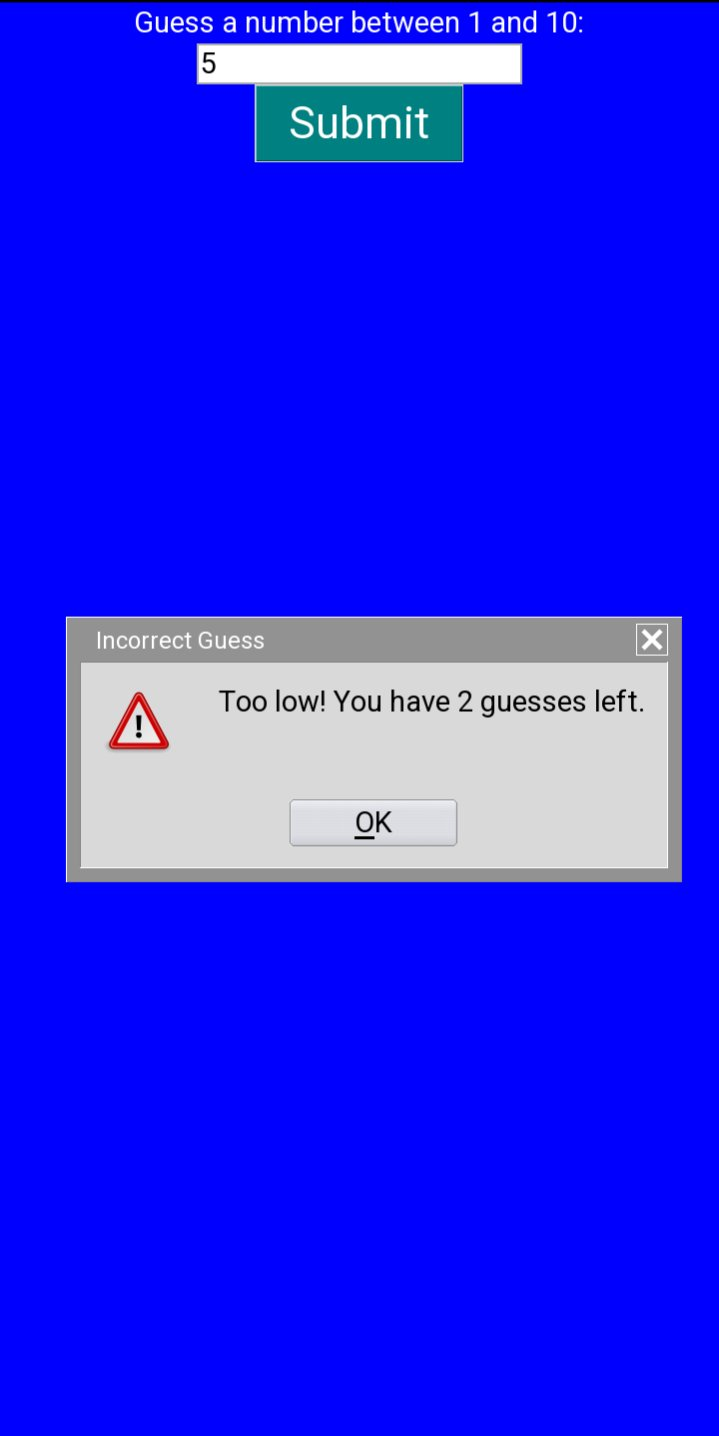 Guess a number between 1 and 10:
5
Submit
Incorrect Guess
Too low! You have 2 guesses left.
OK